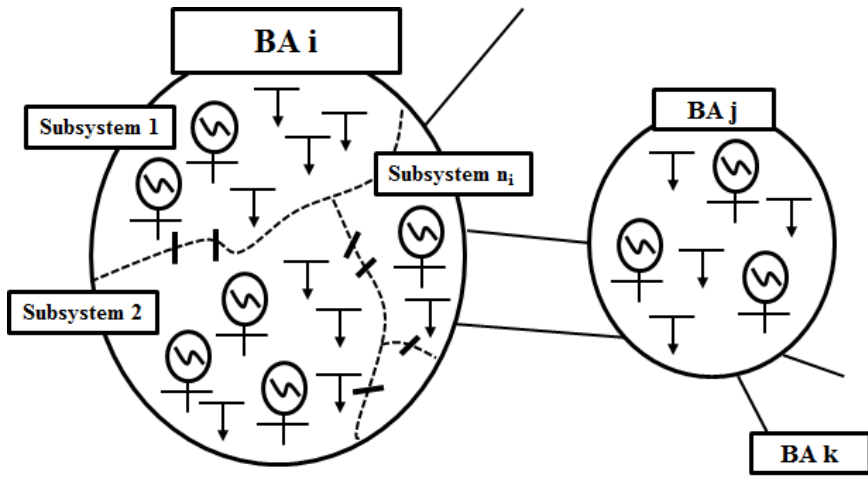 BA i
Subsystem 1
BA j
Subsystem nᵢ
Subsystem 2
BA k